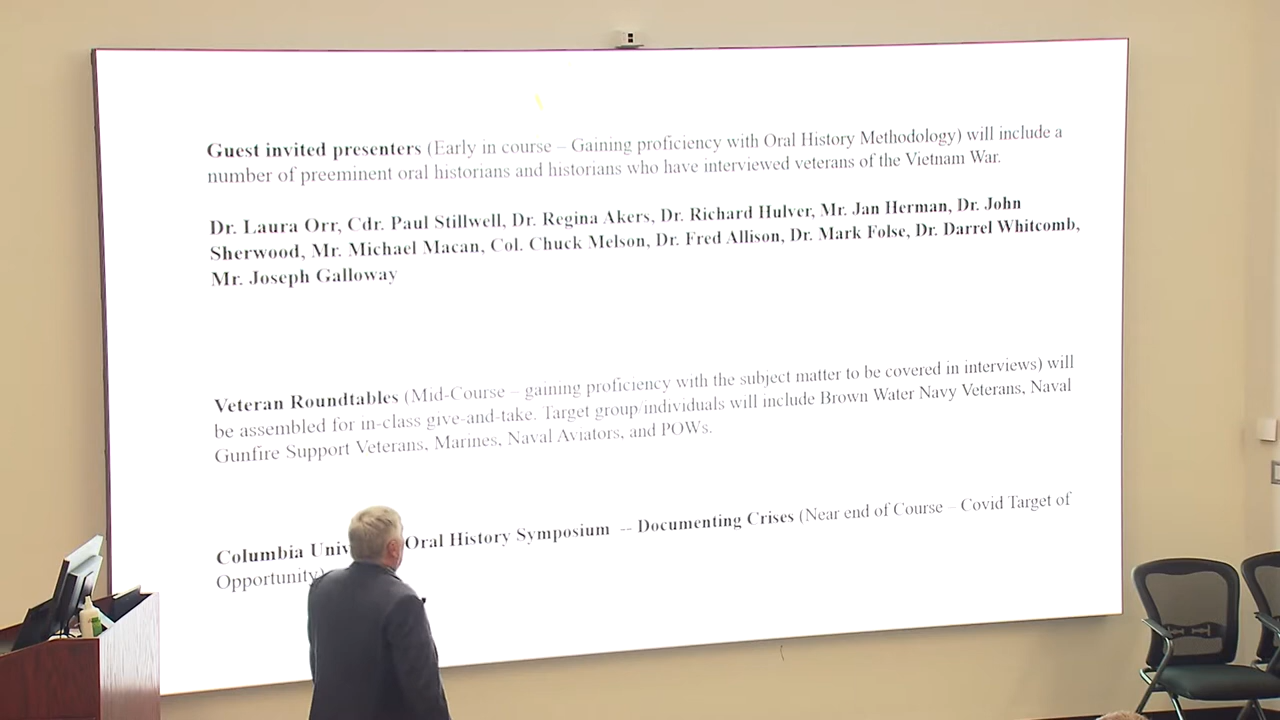 Guest invited presenters (Early in course – Gaining proficiency with Oral History Methodology) will include a
number of preeminent oral historians and historians who have interviewed veterans of the Vietnam War.
Dr. Laura Orr, Cdr. Paul Stillwell, Dr. Regina Akers, Dr. Richard Hulver, Mr. Jan Herman, Dr. John
Sherwood, Mr. Michael Macan, Col. Chuck Melson, Dr. Fred Allison, Dr. Mark Folse, Dr. Darrel Whitcomb,
Mr. Joseph Galloway
Veteran Roundtables (Mid-Course – gaining proficiency with the subject matter to be covered in interviews) will
be assembled for in-class give-and-take. Target group/individuals will include Brown Water Navy Veterans, Naval
Gunfire Support Veterans, Marines, Naval Aviators, and POWs.
Columbia Oral History Symposium -- Documenting Crises (Near end of Course – Covid Target of
Opportunity)